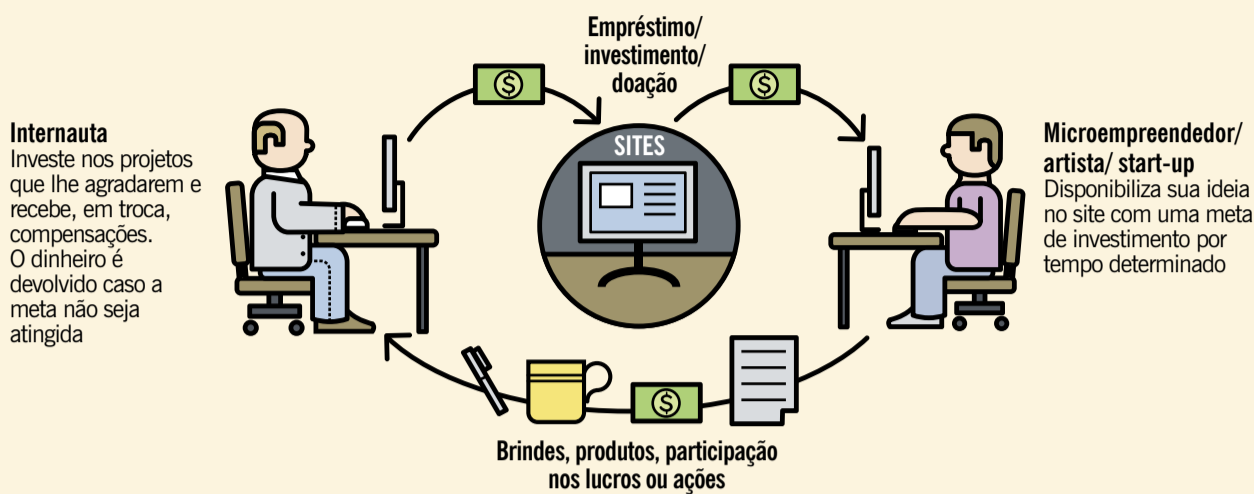 Empréstimo/
investimento/
doação
$
$
Internauta
Investe nos projetos
que lhe agradarem e
recebe, em troca,
compensações.
O dinheiro é
devolvido caso a
meta não seja
atingida
SITES
Microempreendedor/
artista/ start-up
Disponibiliza sua ideia
no site com uma meta
de investimento por
tempo determinado
$
Brindes, produtos, participação
nos lucros ou ações